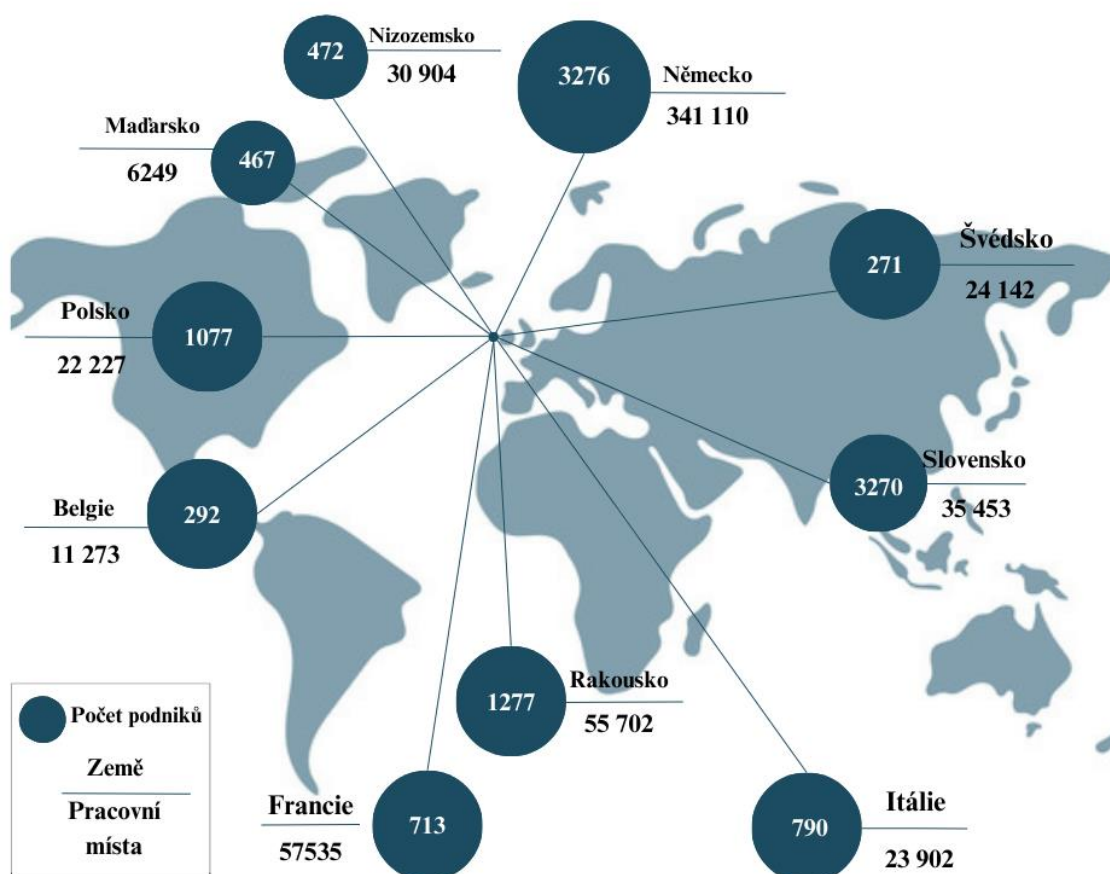 472
Nizozemsko
30 904
3276
Německo
341 110
Maďarsko
6249
467
271
Švédsko
24 142
Polsko
22 227
1077
3270
Slovensko
35 453
Belgie
11 273
292
1277
Rakousko
55 702
Počet podniků
Země
Pracovní
místa
Francie
57535
713
790
Itálie
23 902